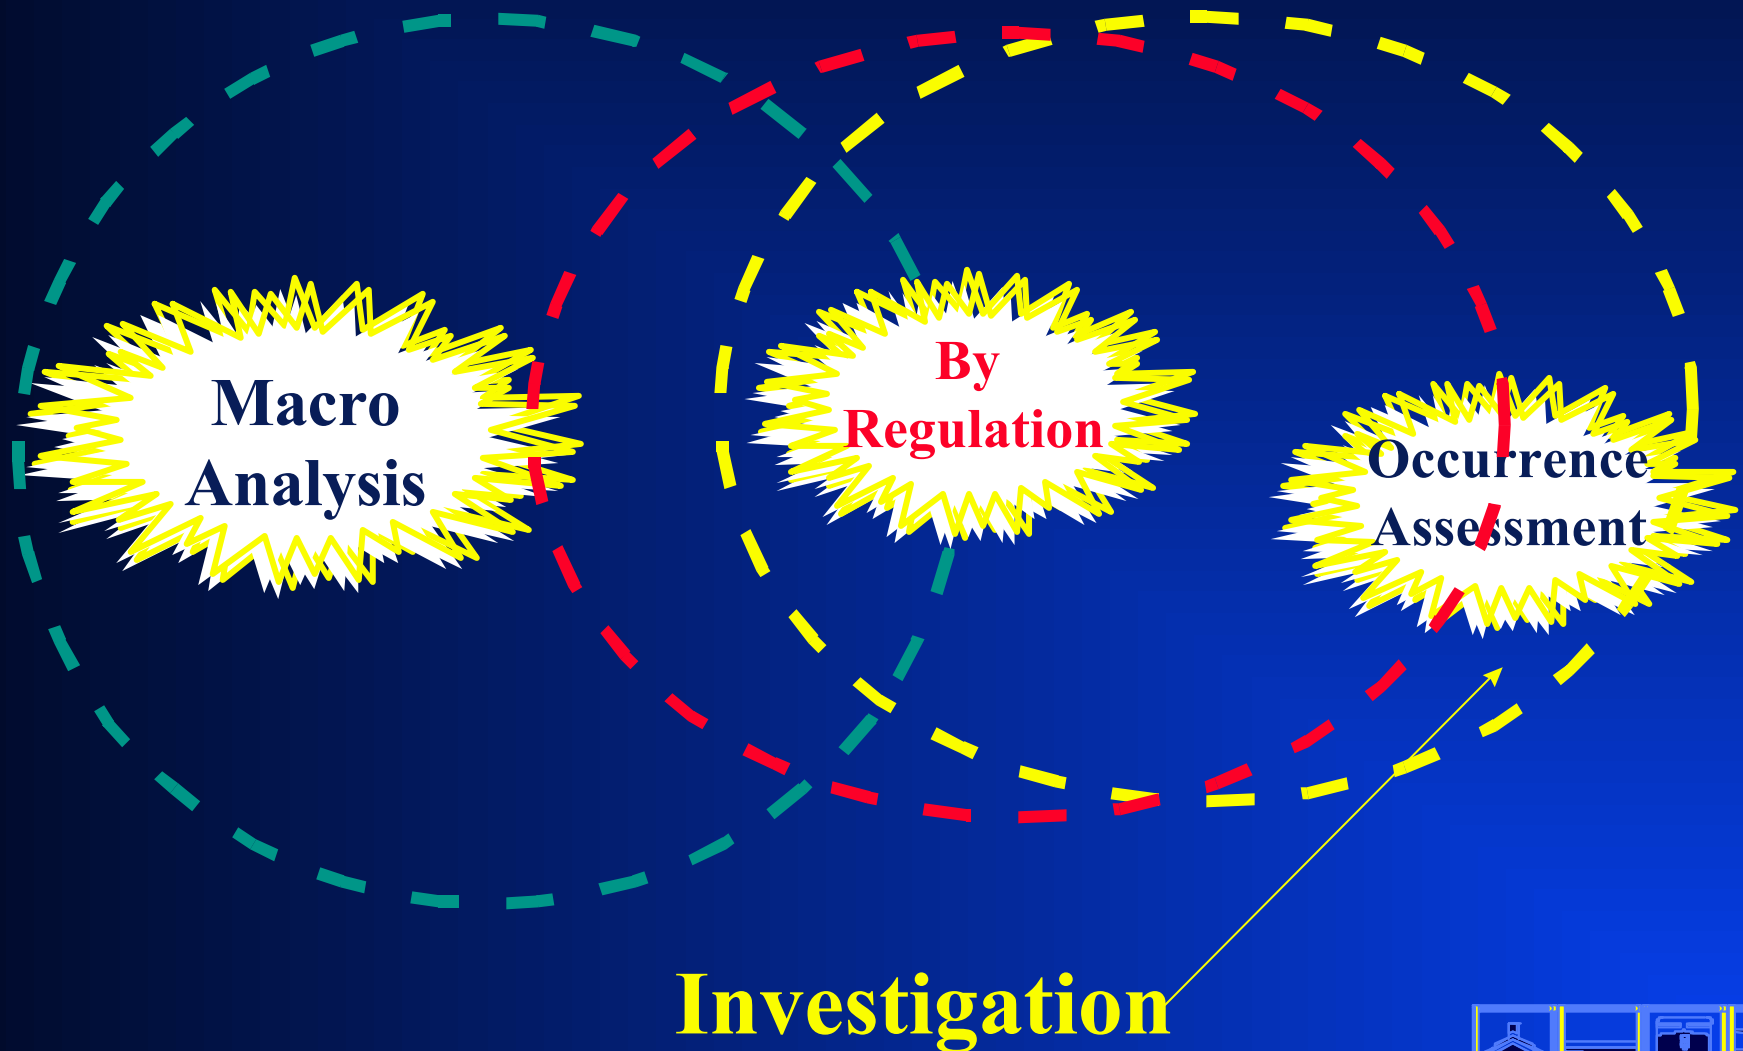 Macro
Analysis
By
Regulation
Occurrence
Assessment
Investigation